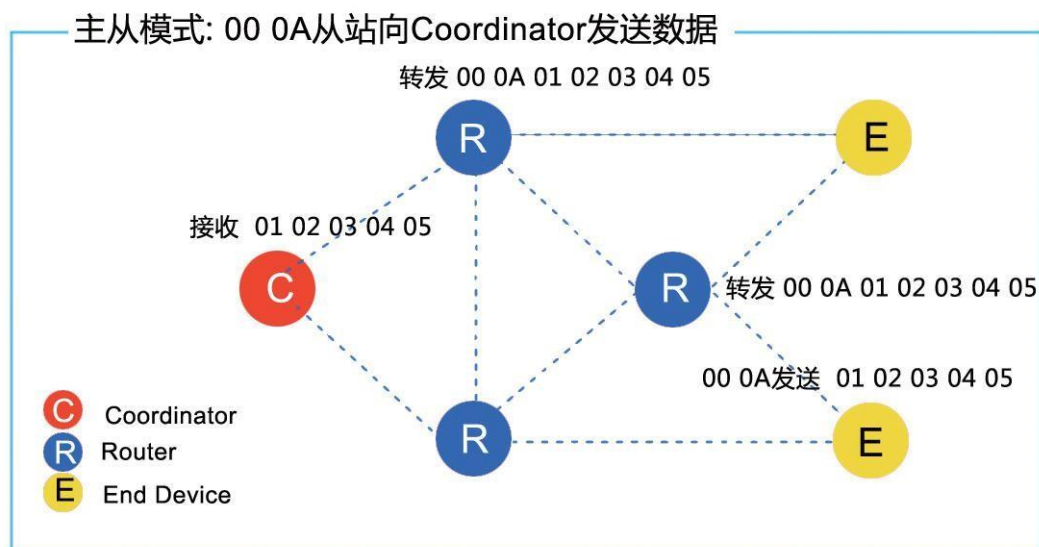 主从模式: 00 0A从站向Coordinator发送数据
转发 00 0A 01 02 03 04 05
R
E
接收 01 02 03 04 05
C
R
转发 00 0A 01 02 03 04 05
00 0A发送 01 02 03 04 05
R
E
C Coordinator
R Router
E End Device